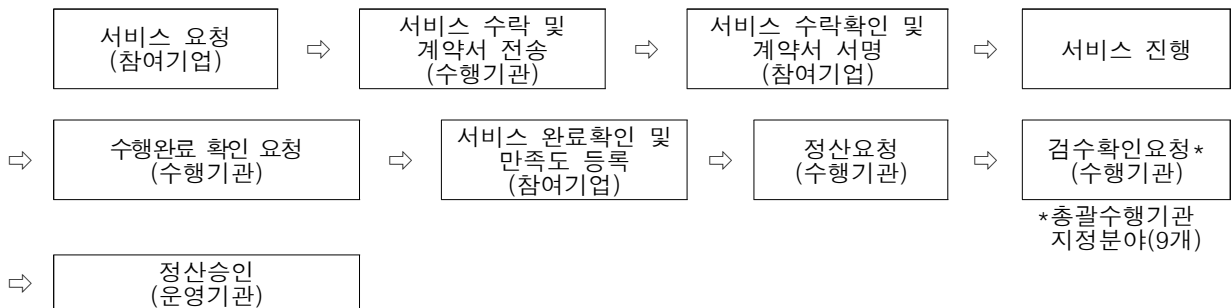 서비스 요청
(참여기업)
⇨
서비스 수락 및
계약서 전송
(수행기관)
⇨
서비스 수락확인 및
계약서 서명
(참여기업)
⇨
서비스 진행
⇨
수행완료 확인 요청
(수행기관)
⇨
서비스 완료확인 및
만족도 등록
(참여기업)
⇨
정산요청
(수행기관)
⇨
검수확인요청*
(수행기관)
*총괄수행기관
지정분야(9개)
⇨
정산승인
(운영기관)